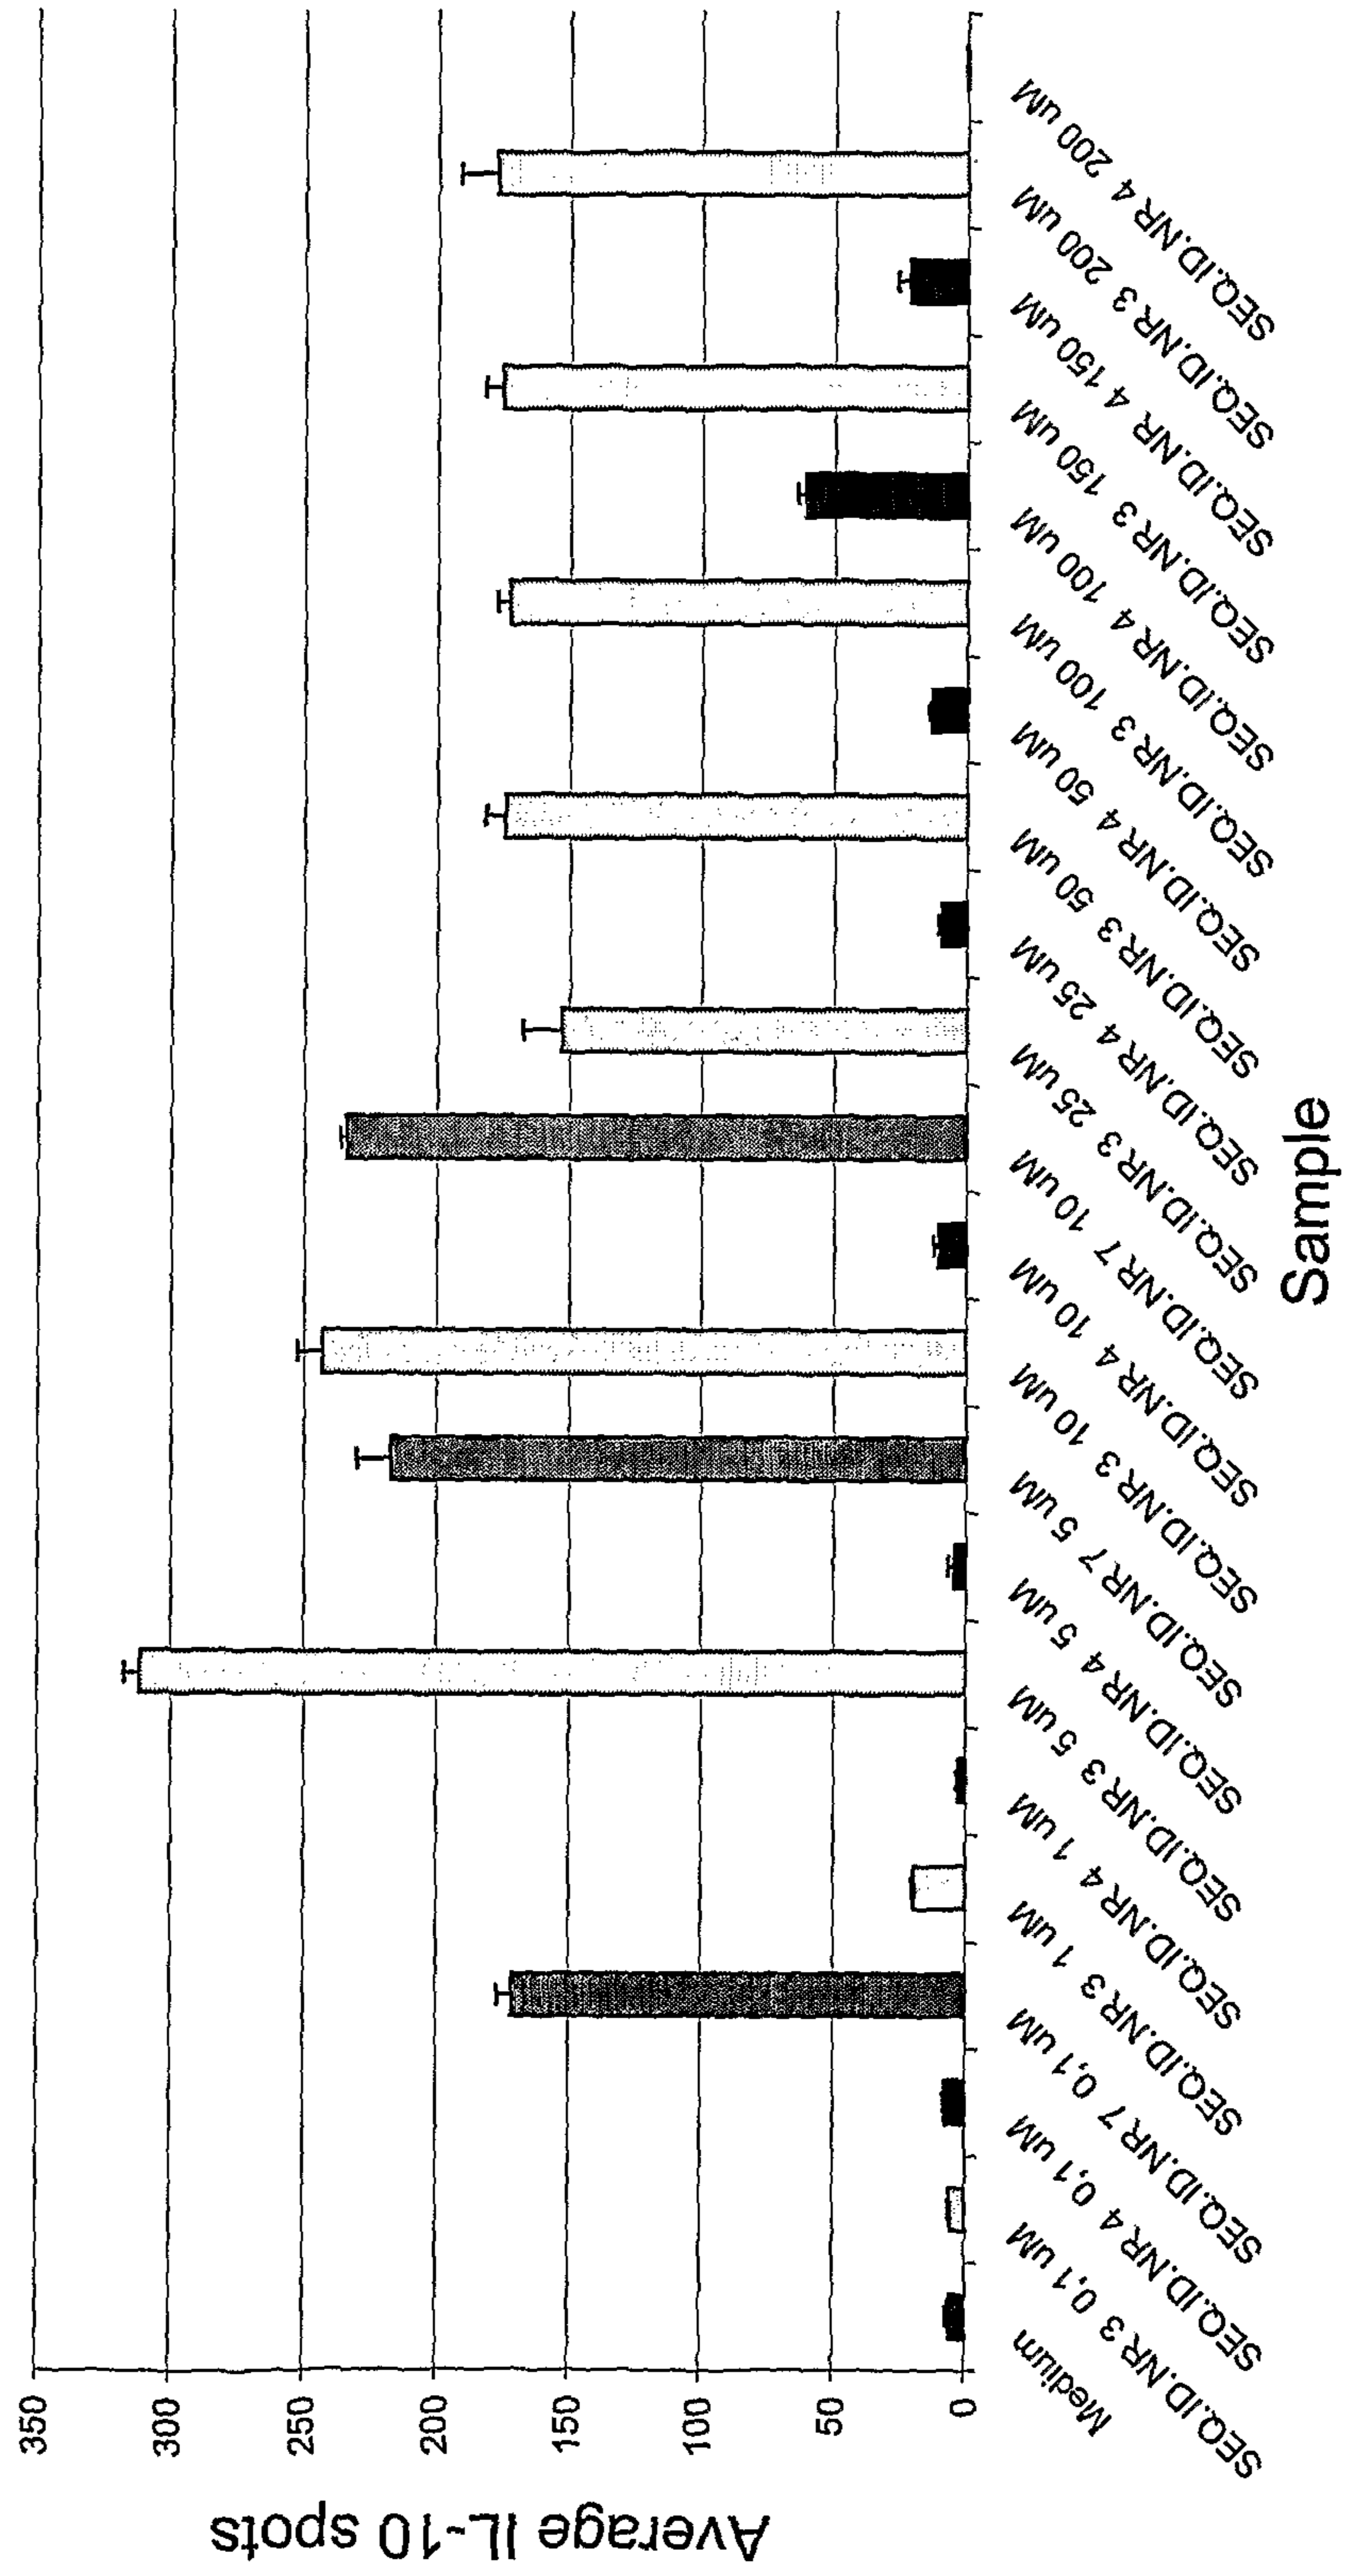 Average IL-10 spots
350
300
250
200
150
100
50
0
Medium
SEQ.ID.NR 3 0,1 uM
SEQ.ID.NR 4 0,1 uM
SEQ.ID.NR 7 0,1 uM
SEQ.ID.NR 3 1 uM
SEQ.ID.NR 4 1 uM
SEQ.ID.NR 3 5 uM
SEQ.ID.NR 4 5 uM
SEQ.ID.NR 7 5 uM
SEQ.ID.NR 3 10 uM
SEQ.ID.NR 4 10 uM
SEQ.ID.NR 7 10 uM
SEQ.ID.NR 3 25 uM
SEQ.ID.NR 4 25 uM
SEQ.ID.NR 3 50 uM
SEQ.ID.NR 4 50 uM
SEQ.ID.NR 3 100 uM
SEQ.ID.NR 4 100 uM
SEQ.ID.NR 3 150 uM
SEQ.ID.NR 4 150 uM
SEQ.ID.NR 3 200 uM
SEQ.ID.NR 4 200 uM
Sample